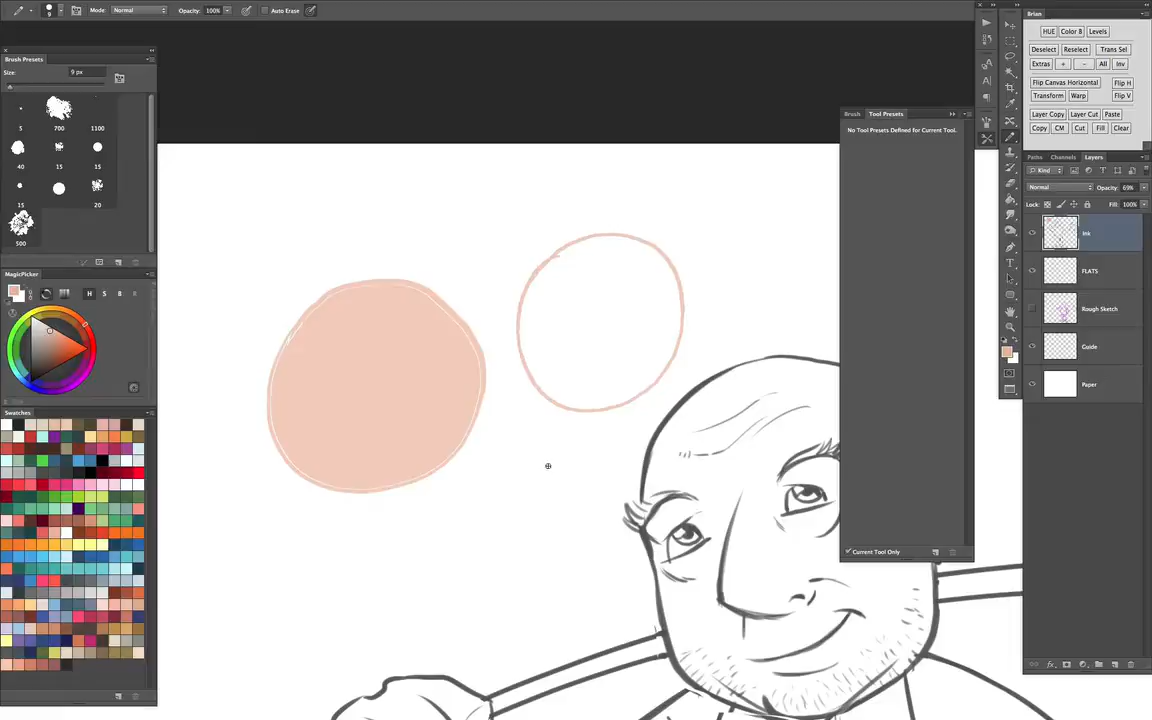 Mode: Normal Opacity: 100% Auto Erase
Brush Presets
Size: 9 px
5 700 1100
40 15 15
15 20
500
MagicPicker
H S B R
Swatches
Brush Tool Presets
No Tool Presets Defined for Current Tool.
Current Tool Only
Brian
HUE Color B Levels
Deselect Reselect Trans Sel
Extras + - All Inv
Flip Canvas Horizontal Flip H
Transform Warp Flip V
Layer Copy Layer Cut Paste
Copy CM Cut Fill Clear
Paths Channels Layers
Kind
Normal Opacity: 69%
Lock: Fill: 100%
Ink
FLATS
Rough Sketch
Guide
Paper